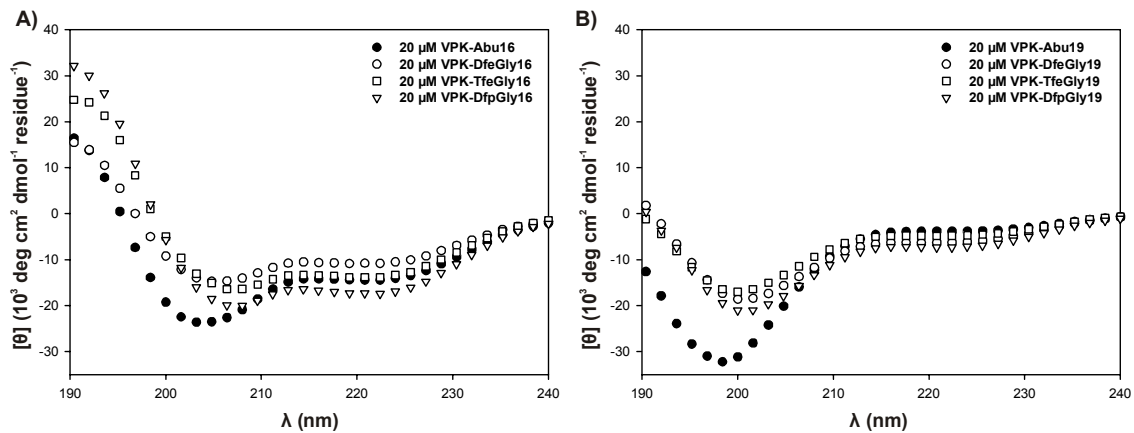 A)
40
30
20
10
0
-10
-20
-30
190
200
210
220
230
240
[θ] (10³ deg cm² dmol⁻¹ residue⁻¹)
λ (nm)
20 µM VPK-Abu16
20 µM VPK-DfeGly16
20 µM VPK-TfeGly16
20 µM VPK-DfpGly16
B)
40
30
20
10
0
-10
-20
-30
190
200
210
220
230
240
[θ] (10³ deg cm² dmol⁻¹ residue⁻¹)
λ (nm)
20 µM VPK-Abu19
20 µM VPK-DfeGly19
20 µM VPK-TfeGly19
20 µM VPK-DfpGly19